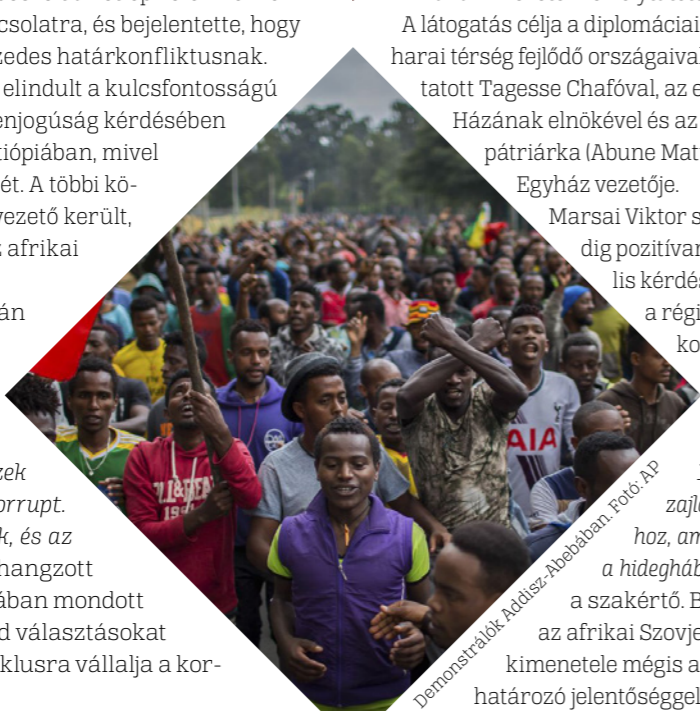 csolatra, és bejelentette, hogy
zedes határkonfliktusnak.
elindult a kulcsfontosságú
enjogúság kérdésében
tiópiában, mivel
ét. A többi kö-
vezető került,
z afrikai
án
zek
orrupt.
k, és az
hangzott
ában mondott
d választásokat
klusra vállalja a kor-
A látogatás célja a diplomáciai
harai térség fejlődő országaival
tatott Tagesse Chafóval, az e
Házának elnökével és az
pátriárka (Abune Mat
Egyház vezetője.
Marsai Viktor s
dig pozitívan
lis kérdés
a régi
ko
zajl
hoz, am
a hidegháb
a szakértő. B
az afrikai Szovje
kimenetele mégis a
határozó jelentőséggel
AIA
Demonstrálók Addisz-Abebában. Fotó: AP